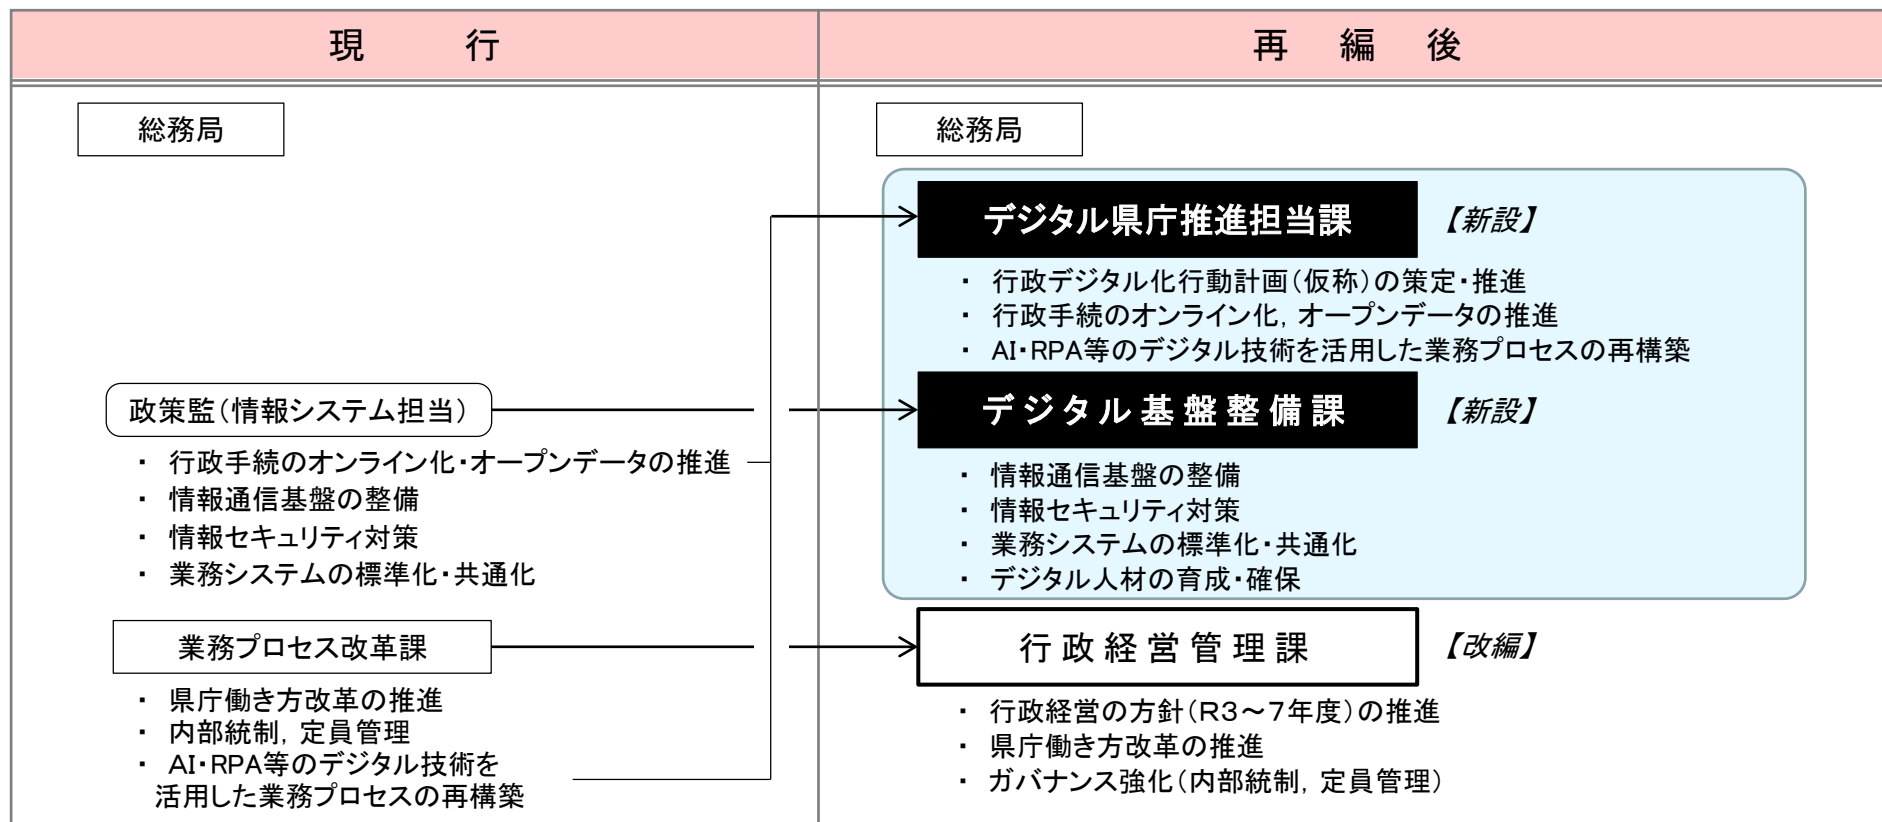 現 行
総務局
政策監(情報システム担当)
・ 行政手続のオンライン化・オープンデータの推進
・ 情報通信基盤の整備
・ 情報セキュリティ対策
・ 業務システムの標準化・共通化
業務プロセス改革課
・ 県庁働き方改革の推進
・ 内部統制，定員管理
・ AI・RPA等のデジタル技術を
活用した業務プロセスの再構築
再 編 後
総務局
デジタル県庁推進担当課 【新設】
・ 行政デジタル化行動計画(仮称)の策定・推進
・ 行政手続のオンライン化，オープンデータの推進
・ AI・RPA等のデジタル技術を活用した業務プロセスの再構築
デジタル基盤整備課 【新設】
・ 情報通信基盤の整備
・ 情報セキュリティ対策
・ 業務システムの標準化・共通化
・ デジタル人材の育成・確保
行政経営管理課 【改編】
・ 行政経営の方針(R３～７年度)の推進
・ 県庁働き方改革の推進
・ ガバナンス強化(内部統制，定員管理)